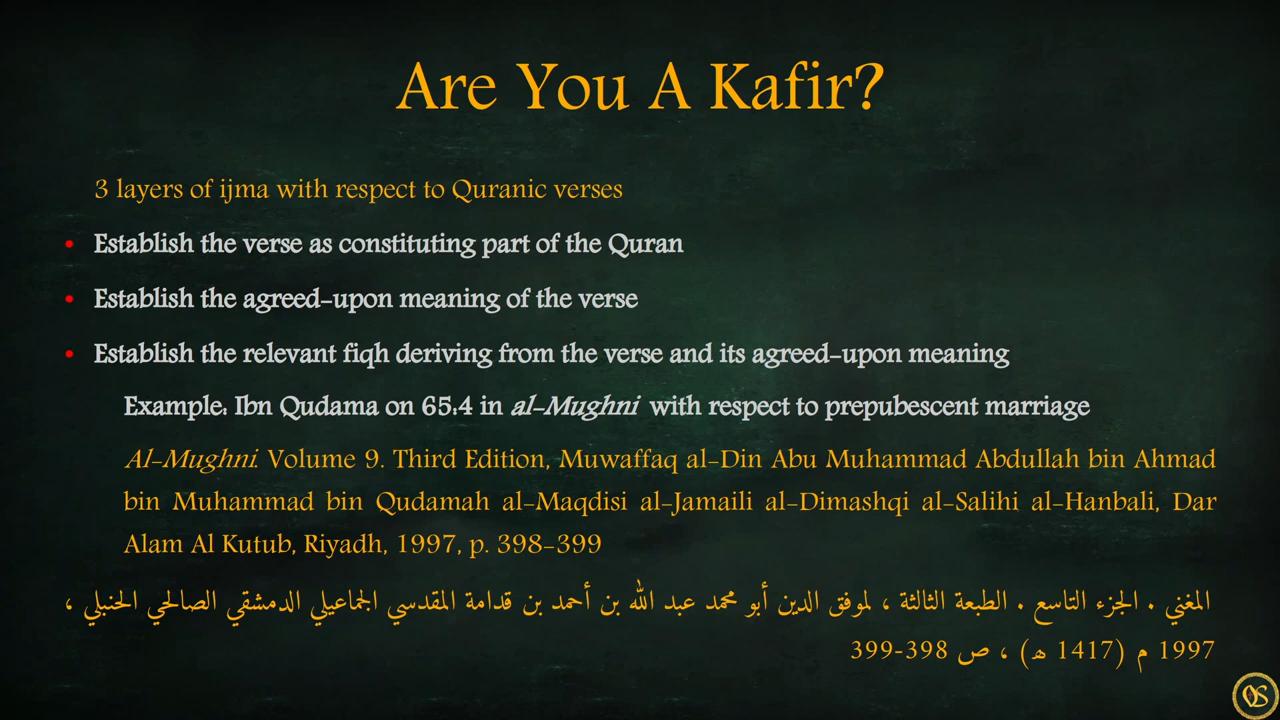 Are You A Kafir?
3 layers of ijma with respect to Quranic verses
• Establish the verse as constituting part of the Quran
• Establish the agreed-upon meaning of the verse
• Establish the relevant fiqh deriving from the verse and its agreed-upon meaning
Example: Ibn Qudama on 65:4 in al-Mughni with respect to prepubescent marriage
Al-Mughni. Volume 9. Third Edition, Muwaffaq al-Din Abu Muhammad Abdullah bin Ahmad
bin Muhammad bin Qudamah al-Maqdisi al-Jamaili al-Dimashqi al-Salihi al-Hanbali, Dar
Alam Al Kutub, Riyadh, 1997, p. 398-399
المغني . الجزء التاسع . الطبعة الثالثة ، لموفق الدين أبو محمد عبد الله بن أحمد بن قدامة المقدسي الجماعيلي الدمشقي الصالحي الحنبلي ،
1997 م (1417 ه) ، ص 398-399